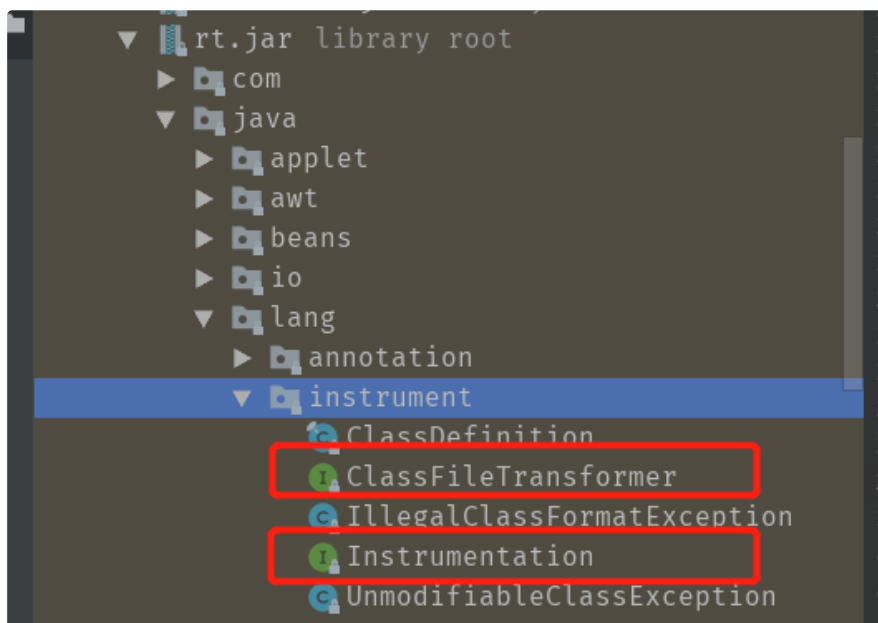 rt.jar library root
com
java
applet
awt
beans
io
lang
annotation
instrument
ClassDefinition
ClassFileTransformer
IllegalClassFormatException
Instrumentation
UnmodifiableClassException